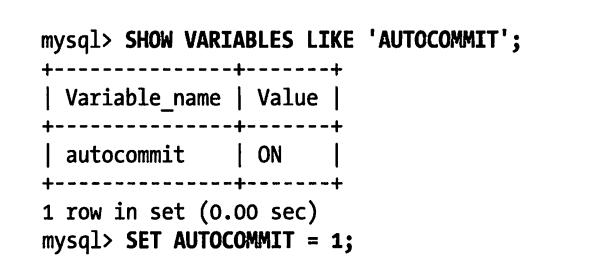 mysql> SHOW VARIABLES LIKE 'AUTOCOMMIT';
+---------------+-------+
| Variable_name | Value |
+---------------+-------+
| autocommit    | ON    |
+---------------+-------+
1 row in set (0.00 sec)
mysql> SET AUTOCOMMIT = 1;